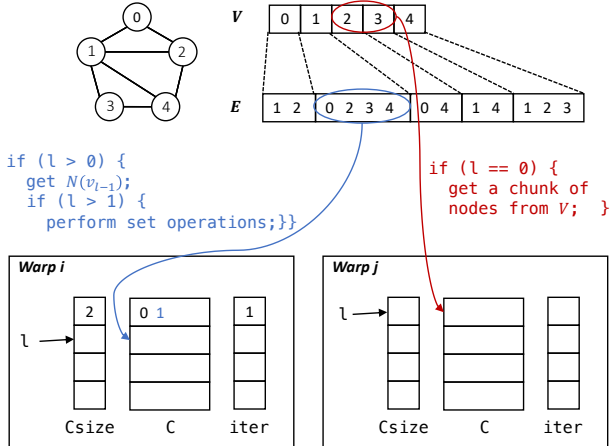 0
1
2
3
4
V 0 1 2 3 4
E 1 2 0 2 3 4 0 4 1 4 1 2 3
if (l > 0) {
get N(vₗ₋₁);
if (l > 1) {
perform set operations;}}
if (l == 0) {
get a chunk of
nodes from V; }
Warp i
2 0 1 1
l
Csize C iter
Warp j
l
Csize C iter